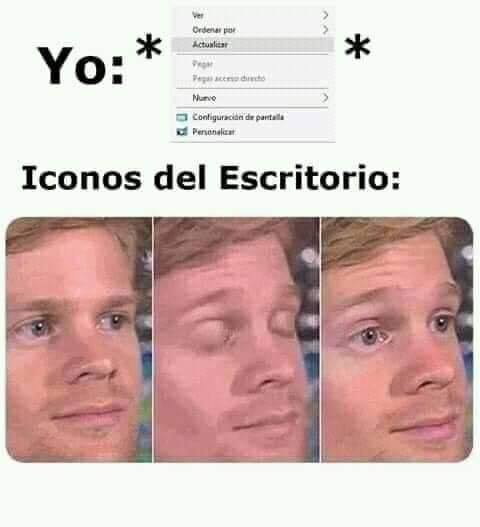 Yo: * *
Ver
Ordenar por
Actualizar
Pegar
Pegar acceso directo
Nuevo
Configuración de pantalla
Personalizar
Iconos del Escritorio: